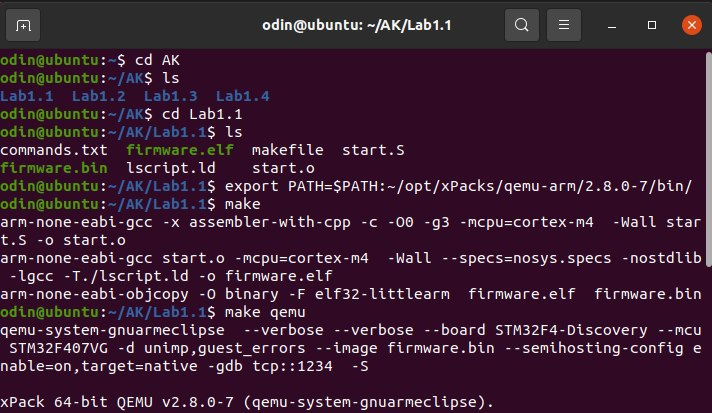 odin@ubuntu: ~/AK/Lab1.1
odin@ubuntu:~$ cd AK
odin@ubuntu:~/AK$ ls
Lab1.1  Lab1.2  Lab1.3  Lab1.4
odin@ubuntu:~/AK$ cd Lab1.1
odin@ubuntu:~/AK/Lab1.1$ ls
commands.txt  firmware.elf  makefile  start.S
firmware.bin  lscript.ld    start.o
odin@ubuntu:~/AK/Lab1.1$ export PATH=$PATH:~/opt/xPacks/qemu-arm/2.8.0-7/bin/
odin@ubuntu:~/AK/Lab1.1$ make
arm-none-eabi-gcc -x assembler-with-cpp -c -O0 -g3 -mcpu=cortex-m4  -Wall star
t.S -o start.o
arm-none-eabi-gcc start.o -mcpu=cortex-m4  -Wall --specs=nosys.specs -nostdlib
 -lgcc -T./lscript.ld -o firmware.elf
arm-none-eabi-objcopy -O binary -F elf32-littlearm  firmware.elf  firmware.bin
odin@ubuntu:~/AK/Lab1.1$ make qemu
qemu-system-gnuarmeclipse  --verbose --verbose --board STM32F4-Discovery --mcu
 STM32F407VG -d unimp,guest_errors --image firmware.bin --semihosting-config e
nable=on,target=native -gdb tcp::1234  -S
xPack 64-bit QEMU v2.8.0-7 (qemu-system-gnuarmeclipse).